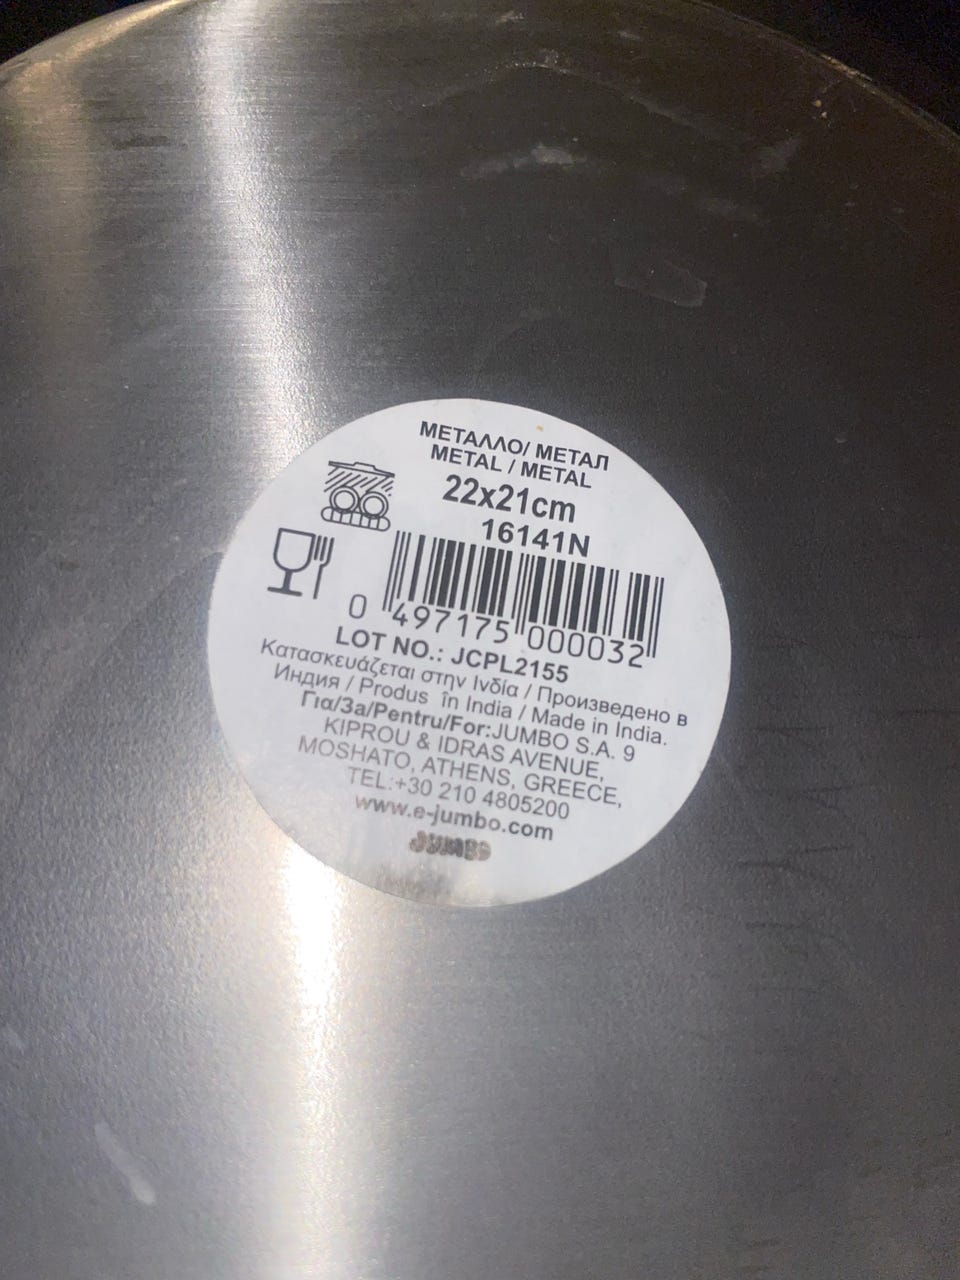 ΜΕΤΑΛΛΟ/ МЕТАЛ
METAL / METAL
22x21cm
16141N
0 497175 000032
LOT NO.: JCPL2155
Κατασκευάζεται στην Ινδία / Произведено в
Индия / Produs în India / Made in India.
Για/За/Pentru/For:JUMBO S.A. 9
KIPROU & IDRAS AVENUE,
MOSHATO, ATHENS, GREECE,
TEL:+30 210 4805200
www.e-jumbo.com
JUMBO